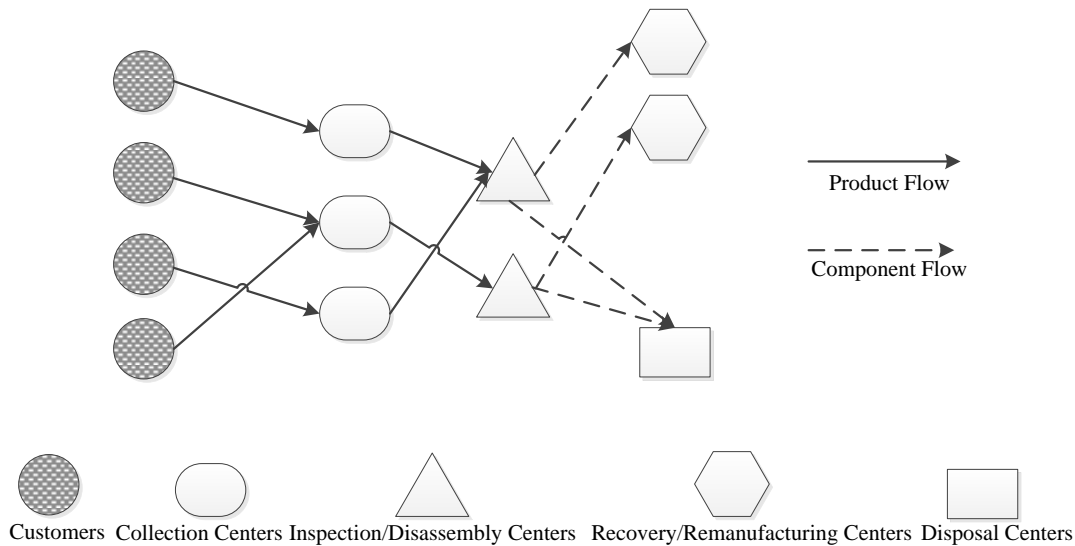 Product Flow
Component Flow
Customers
Collection Centers
Inspection/Disassembly Centers
Recovery/Remanufacturing Centers
Disposal Centers